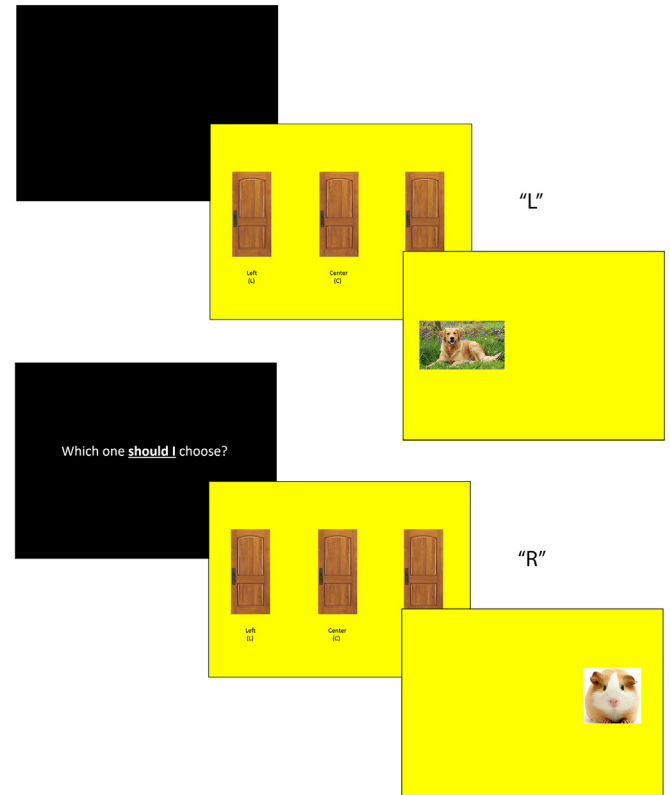 Left
(L)
Center
(C)
“L”
Which one should I choose?
Left
(L)
Center
(C)
“R”